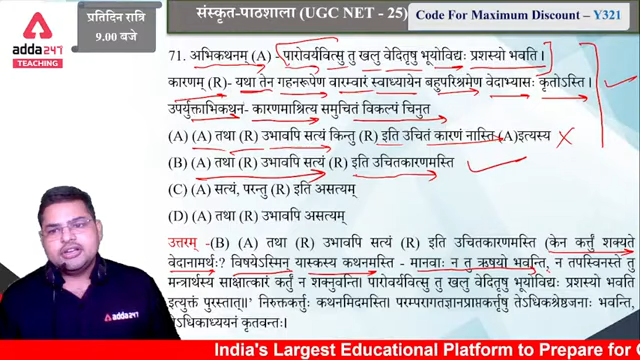 adda 247
TEACHING
प्रतिदिन रात्रि
9.00 बजे
संस्कृत-पाठशाला (UGC NET - 25)
Code For Maximum Discount – Y321
71. अभिकथनम् (A) - पारोवर्यवित्सु तु खलु वेदितृषु भूयोविद्यः प्रशस्यो भवति ।
कारणम् (R) - यथा तेन गहनरूपेण वारम्वारं स्वाध्यायेन बहुपरिश्रमेण वेदाभ्यासः कृतोऽस्ति ।
उपर्युक्ताभिकथन- कारणमाश्रित्य समुचितं विकल्पं चिनुत
(A) (A) तथा (R) उभावपि सत्यं किन्तु (R) इति उचितं कारणं नास्ति (A)इत्यस्य
(B) (A) तथा (R) उभावपि सत्यं (R) इति उचितकारणमस्ति
(C) (A) सत्यं, परन्तु (R) इति असत्यम्
(D) (A) तथा (R) उभावपि असत्यम्
उत्तरम् -(B) (A) तथा (R) उभावपि सत्यं (R) इति उचितकारणमस्ति (केन कर्तुं शक्यते
वेदानामर्थः? विषयेऽस्मिन् यास्कस्य कथनमस्ति - मानवाः न तु ऋषयो भवन्ति, न तपस्विनस्ते तु
मन्त्रार्थस्य साक्षात्कारं कर्तुं न शक्नुवन्ति। पारोवर्यवित्सु तु खलु वेदितृषु भूयोविद्यः प्रशस्यो भवति
इत्युक्तं पुरस्तात्॥' निरुक्तकर्त्तुः कथनमिदमस्ति। परम्परागतज्ञानप्राप्तकर्त्तृषु तेऽधिकश्रेष्ठजनाः भवन्ति,
ऽधिकाध्ययनं कृतवन्तः।
adda247
India's Largest Educational Platform to Prepare for